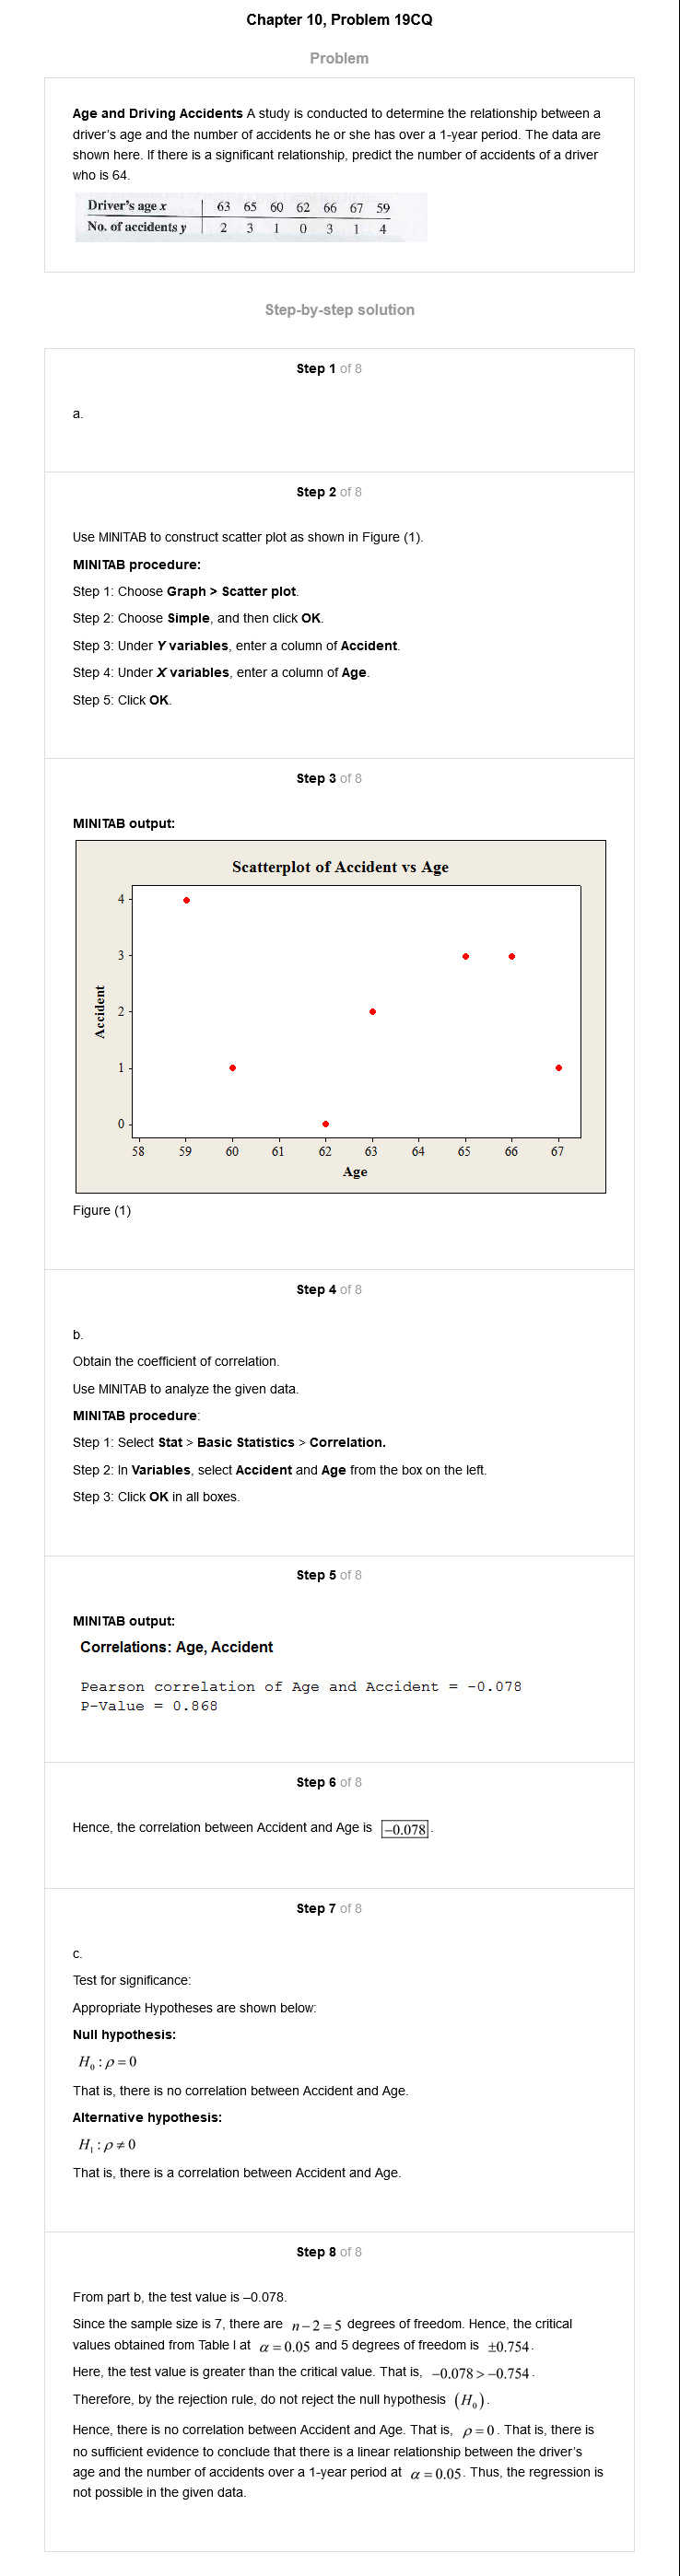 Chapter 10, Problem 19CQ
Problem
Age and Driving Accidents A study is conducted to determine the relationship between a
driver's age and the number of accidents he or she has over a 1-year period. The data are
shown here. If there is a significant relationship, predict the number of accidents of a driver
who is 64.
Driver's age x 63 65 60 62 66 67 59
No. of accidents y 2 3 1 0 3 1 4
Step-by-step solution
Step 1 of 8
a.
Step 2 of 8
Use MINITAB to construct scatter plot as shown in Figure (1).
MINITAB procedure:
Step 1: Choose Graph > Scatter plot.
Step 2: Choose Simple, and then click OK.
Step 3: Under Y variables, enter a column of Accident.
Step 4: Under X variables, enter a column of Age.
Step 5: Click OK.
Step 3 of 8
MINITAB output:
Scatterplot of Accident vs Age
4
3
2
1
0
Accident
58 59 60 61 62 63 64 65 66 67
Age
Figure (1)
Step 4 of 8
b.
Obtain the coefficient of correlation.
Use MINITAB to analyze the given data.
MINITAB procedure:
Step 1: Select Stat > Basic Statistics > Correlation.
Step 2: In Variables, select Accident and Age from the box on the left.
Step 3: Click OK in all boxes.
Step 5 of 8
MINITAB output:
Correlations: Age, Accident
Pearson correlation of Age and Accident = -0.078
P-Value = 0.868
Step 6 of 8
Hence, the correlation between Accident and Age is −0.078.
Step 7 of 8
c.
Test for significance:
Appropriate Hypotheses are shown below:
Null hypothesis:
H₀ : ρ = 0
That is, there is no correlation between Accident and Age.
Alternative hypothesis:
H₁ : ρ ≠ 0
That is, there is a correlation between Accident and Age.
Step 8 of 8
From part b, the test value is –0.078.
Since the sample size is 7, there are n − 2 = 5 degrees of freedom. Hence, the critical
values obtained from Table I at α = 0.05 and 5 degrees of freedom is ±0.754.
Here, the test value is greater than the critical value. That is, −0.078 > −0.754.
Therefore, by the rejection rule, do not reject the null hypothesis (H₀).
Hence, there is no correlation between Accident and Age. That is, ρ = 0. That is, there is
no sufficient evidence to conclude that there is a linear relationship between the driver's
age and the number of accidents over a 1-year period at α = 0.05. Thus, the regression is
not possible in the given data.